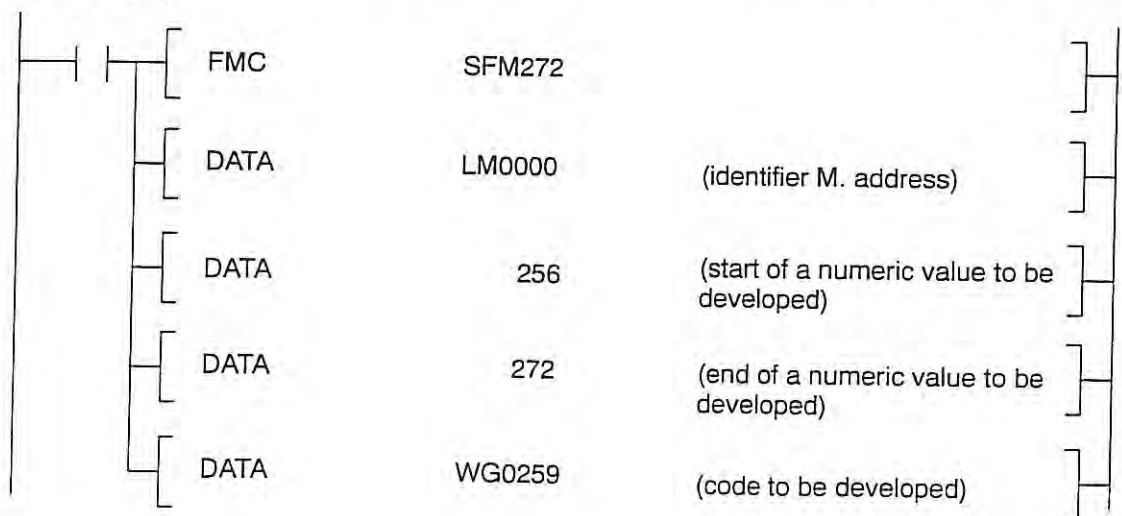 FMC SFM272
DATA LM0000 (identifier M. address)
DATA 256 (start of a numeric value to be
developed)
DATA 272 (end of a numeric value to be
developed)
DATA WG0259 (code to be developed)